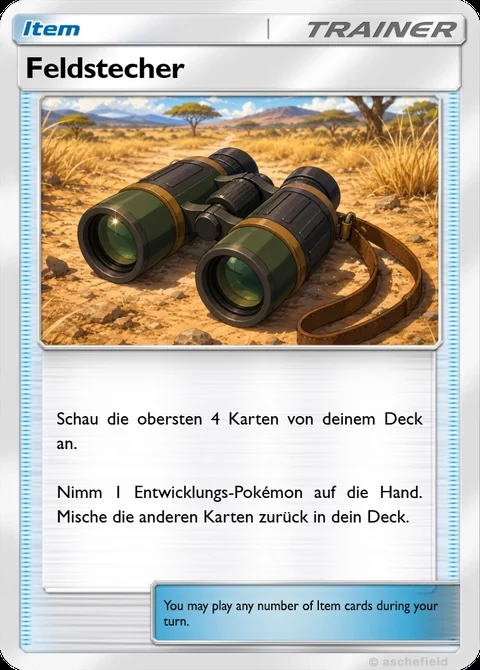 Item
TRAINER
Feldstecher
Schau die obersten 4 Karten von deinem Deck
an.
Nimm 1 Entwicklungs-Pokémon auf die Hand.
Mische die anderen Karten zurück in dein Deck.
You may play any number of Item cards during your
turn.
© aschefield